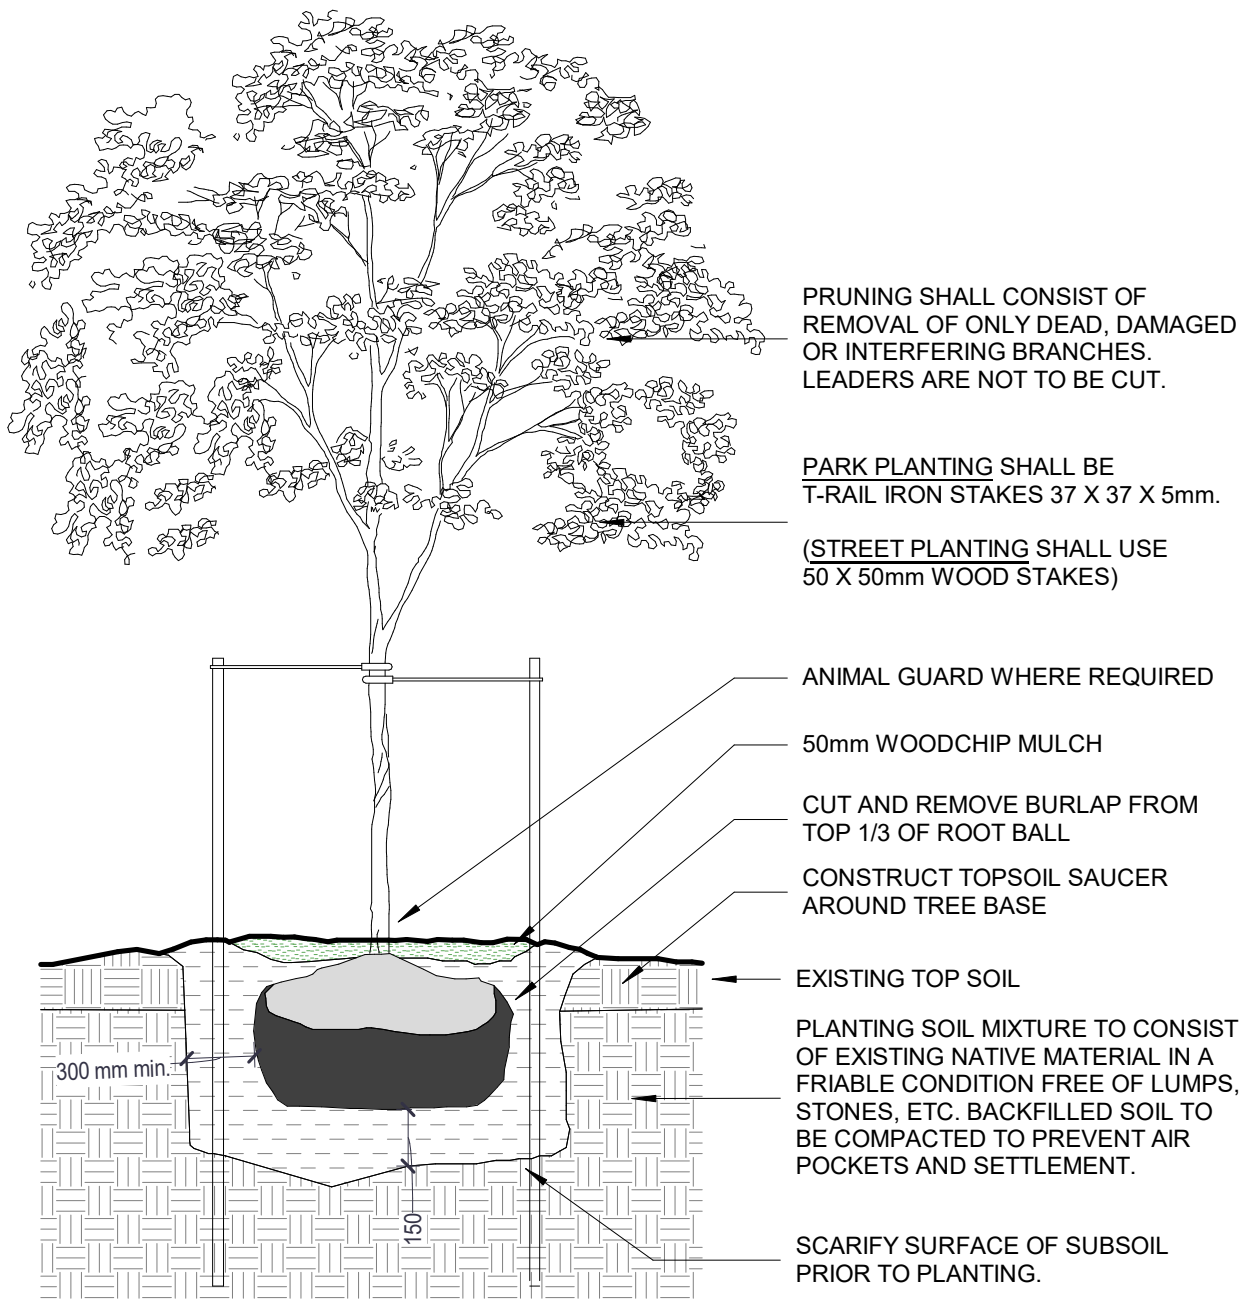 PRUNING SHALL CONSIST OF
REMOVAL OF ONLY DEAD, DAMAGED
OR INTERFERING BRANCHES.
LEADERS ARE NOT TO BE CUT.
PARK PLANTING SHALL BE
T-RAIL IRON STAKES 37 X 37 X 5mm.
(STREET PLANTING SHALL USE
50 X 50mm WOOD STAKES)
ANIMAL GUARD WHERE REQUIRED
50mm WOODCHIP MULCH
CUT AND REMOVE BURLAP FROM
TOP 1/3 OF ROOT BALL
CONSTRUCT TOPSOIL SAUCER
AROUND TREE BASE
EXISTING TOP SOIL
PLANTING SOIL MIXTURE TO CONSIST
OF EXISTING NATIVE MATERIAL IN A
FRIABLE CONDITION FREE OF LUMPS,
STONES, ETC. BACKFILLED SOIL TO
BE COMPACTED TO PREVENT AIR
POCKETS AND SETTLEMENT.
300 mm min.
150
SCARIFY SURFACE OF SUBSOIL
PRIOR TO PLANTING.